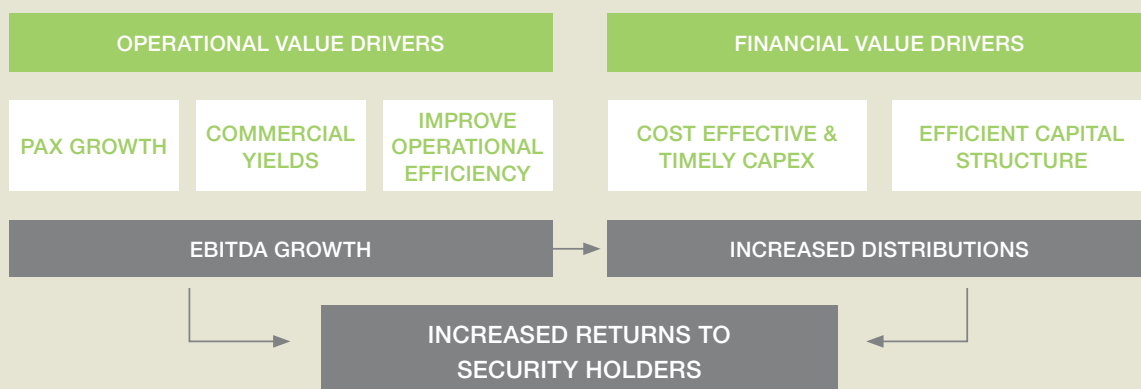 OPERATIONAL VALUE DRIVERS
FINANCIAL VALUE DRIVERS
PAX GROWTH
COMMERCIAL
YIELDS
IMPROVE
OPERATIONAL
EFFICIENCY
COST EFFECTIVE &
TIMELY CAPEX
EFFICIENT CAPITAL
STRUCTURE
EBITDA GROWTH
INCREASED DISTRIBUTIONS
INCREASED RETURNS TO
SECURITY HOLDERS